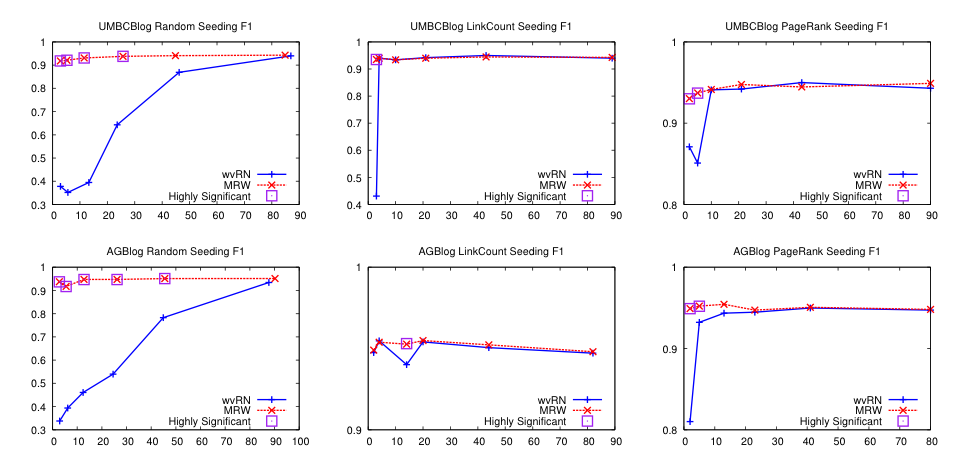 UMBCBlog Random Seeding F1
1
0.9
0.8
0.7
0.6
0.5
0.4
0.3
0 10 20 30 40 50 60 70 80 90
wvRN
MRW
Highly Significant
UMBCBlog LinkCount Seeding F1
1
0.9
0.8
0.7
0.6
0.5
0.4
0 10 20 30 40 50 60 70 80 90
wvRN
MRW
Highly Significant
UMBCBlog PageRank Seeding F1
1
0.9
0.8
0 10 20 30 40 50 60 70 80 90
wvRN
MRW
Highly Significant
AGBlog Random Seeding F1
1
0.9
0.8
0.7
0.6
0.5
0.4
0.3
0 10 20 30 40 50 60 70 80 90 100
wvRN
MRW
Highly Significant
AGBlog LinkCount Seeding F1
1
0.9
0 10 20 30 40 50 60 70 80 90
wvRN
MRW
Highly Significant
AGBlog PageRank Seeding F1
1
0.9
0.8
0 10 20 30 40 50 60 70 80
wvRN
MRW
Highly Significant